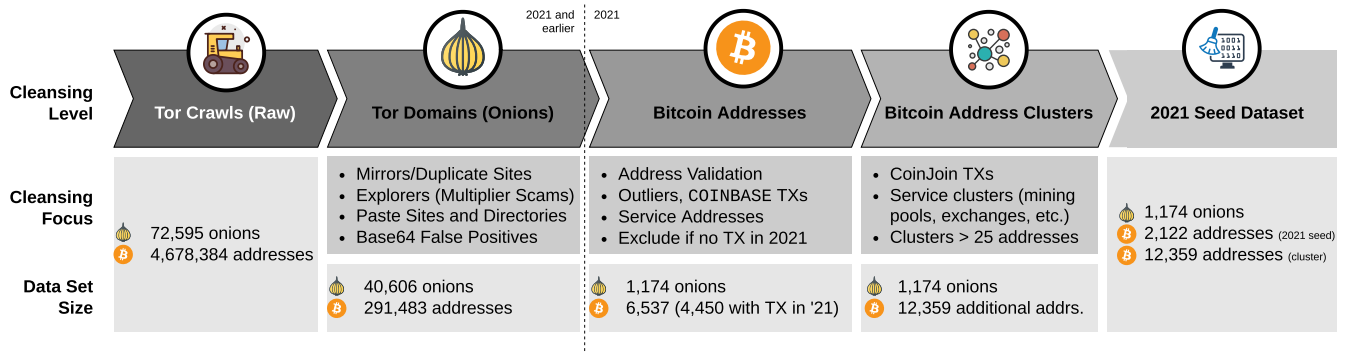 2021 and
earlier
2021
1001
1011
1110
Cleansing
Level
Tor Crawls (Raw)
Tor Domains (Onions)
Bitcoin Addresses
Bitcoin Address Clusters
2021 Seed Dataset
Cleansing
Focus
72,595 onions
4,678,384 addresses
• Mirrors/Duplicate Sites
• Explorers (Multiplier Scams)
• Paste Sites and Directories
• Base64 False Positives
• Address Validation
• Outliers, COINBASE TXs
• Service Addresses
• Exclude if no TX in 2021
• CoinJoin TXs
• Service clusters (mining
pools, exchanges, etc.)
• Clusters > 25 addresses
1,174 onions
2,122 addresses (2021 seed)
12,359 addresses (cluster)
Data Set
Size
40,606 onions
291,483 addresses
1,174 onions
6,537 (4,450 with TX in '21)
1,174 onions
12,359 additional addrs.